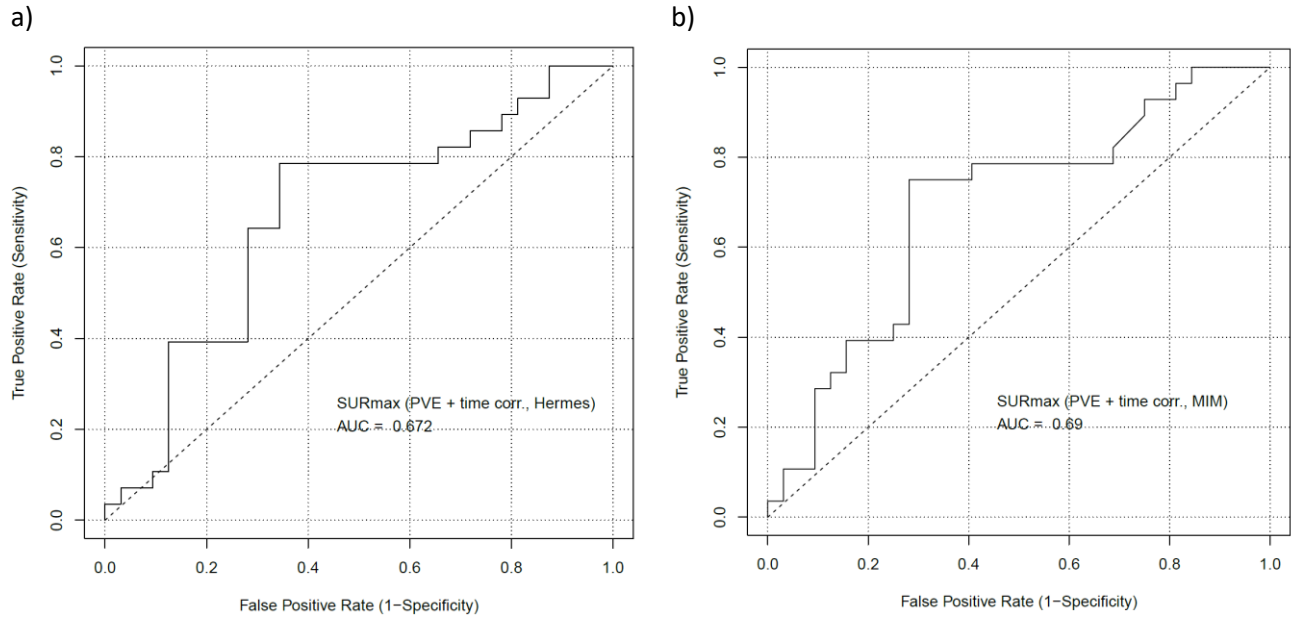 a)
True Positive Rate (Sensitivity)
1.0
0.8
0.6
0.4
0.2
0.0
SURmax (PVE + time corr., Hermes)
AUC = 0.672
0.0 0.2 0.4 0.6 0.8 1.0
False Positive Rate (1−Specificity)
b)
True Positive Rate (Sensitivity)
1.0
0.8
0.6
0.4
0.2
0.0
SURmax (PVE + time corr., MIM)
AUC = 0.69
0.0 0.2 0.4 0.6 0.8 1.0
False Positive Rate (1−Specificity)